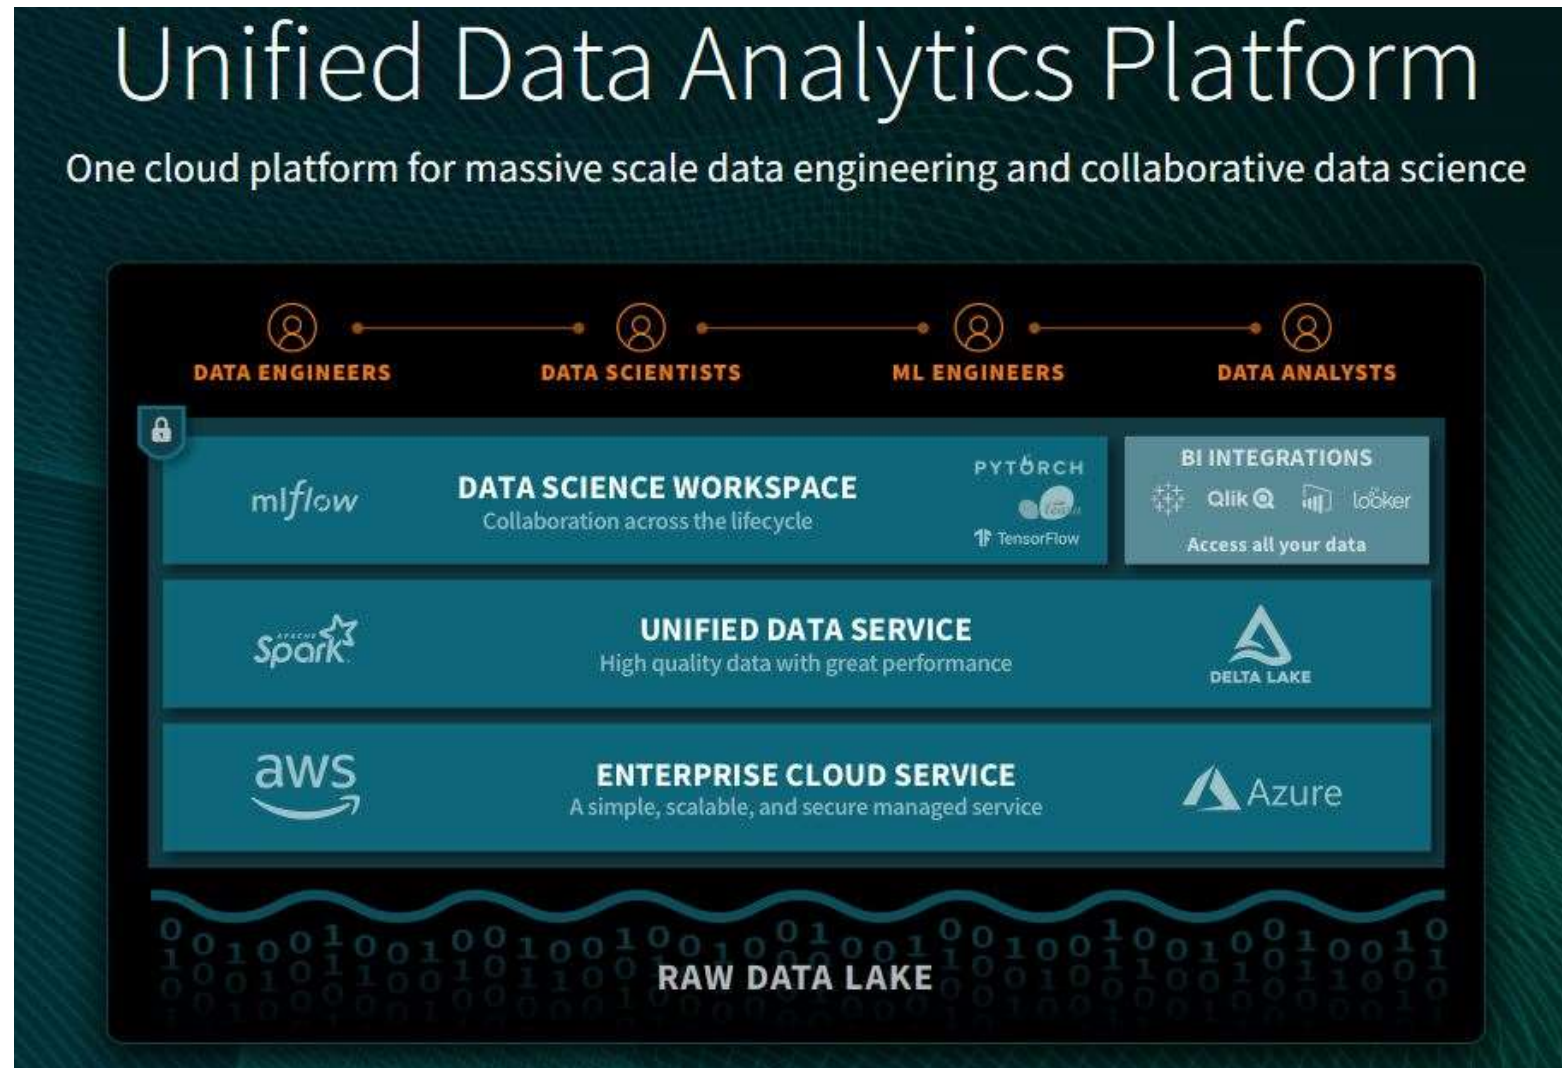 Unified Data Analytics Platform
One cloud platform for massive scale data engineering and collaborative data science
DATA ENGINEERS
DATA SCIENTISTS
ML ENGINEERS
DATA ANALYSTS
mlflow
DATA SCIENCE WORKSPACE
Collaboration across the lifecycle
PYTORCH
TensorFlow
BI INTEGRATIONS
Qlik
looker
Access all your data
APACHE
Spark
UNIFIED DATA SERVICE
High quality data with great performance
DELTA LAKE
aws
ENTERPRISE CLOUD SERVICE
A simple, scalable, and secure managed service
Azure
RAW DATA LAKE